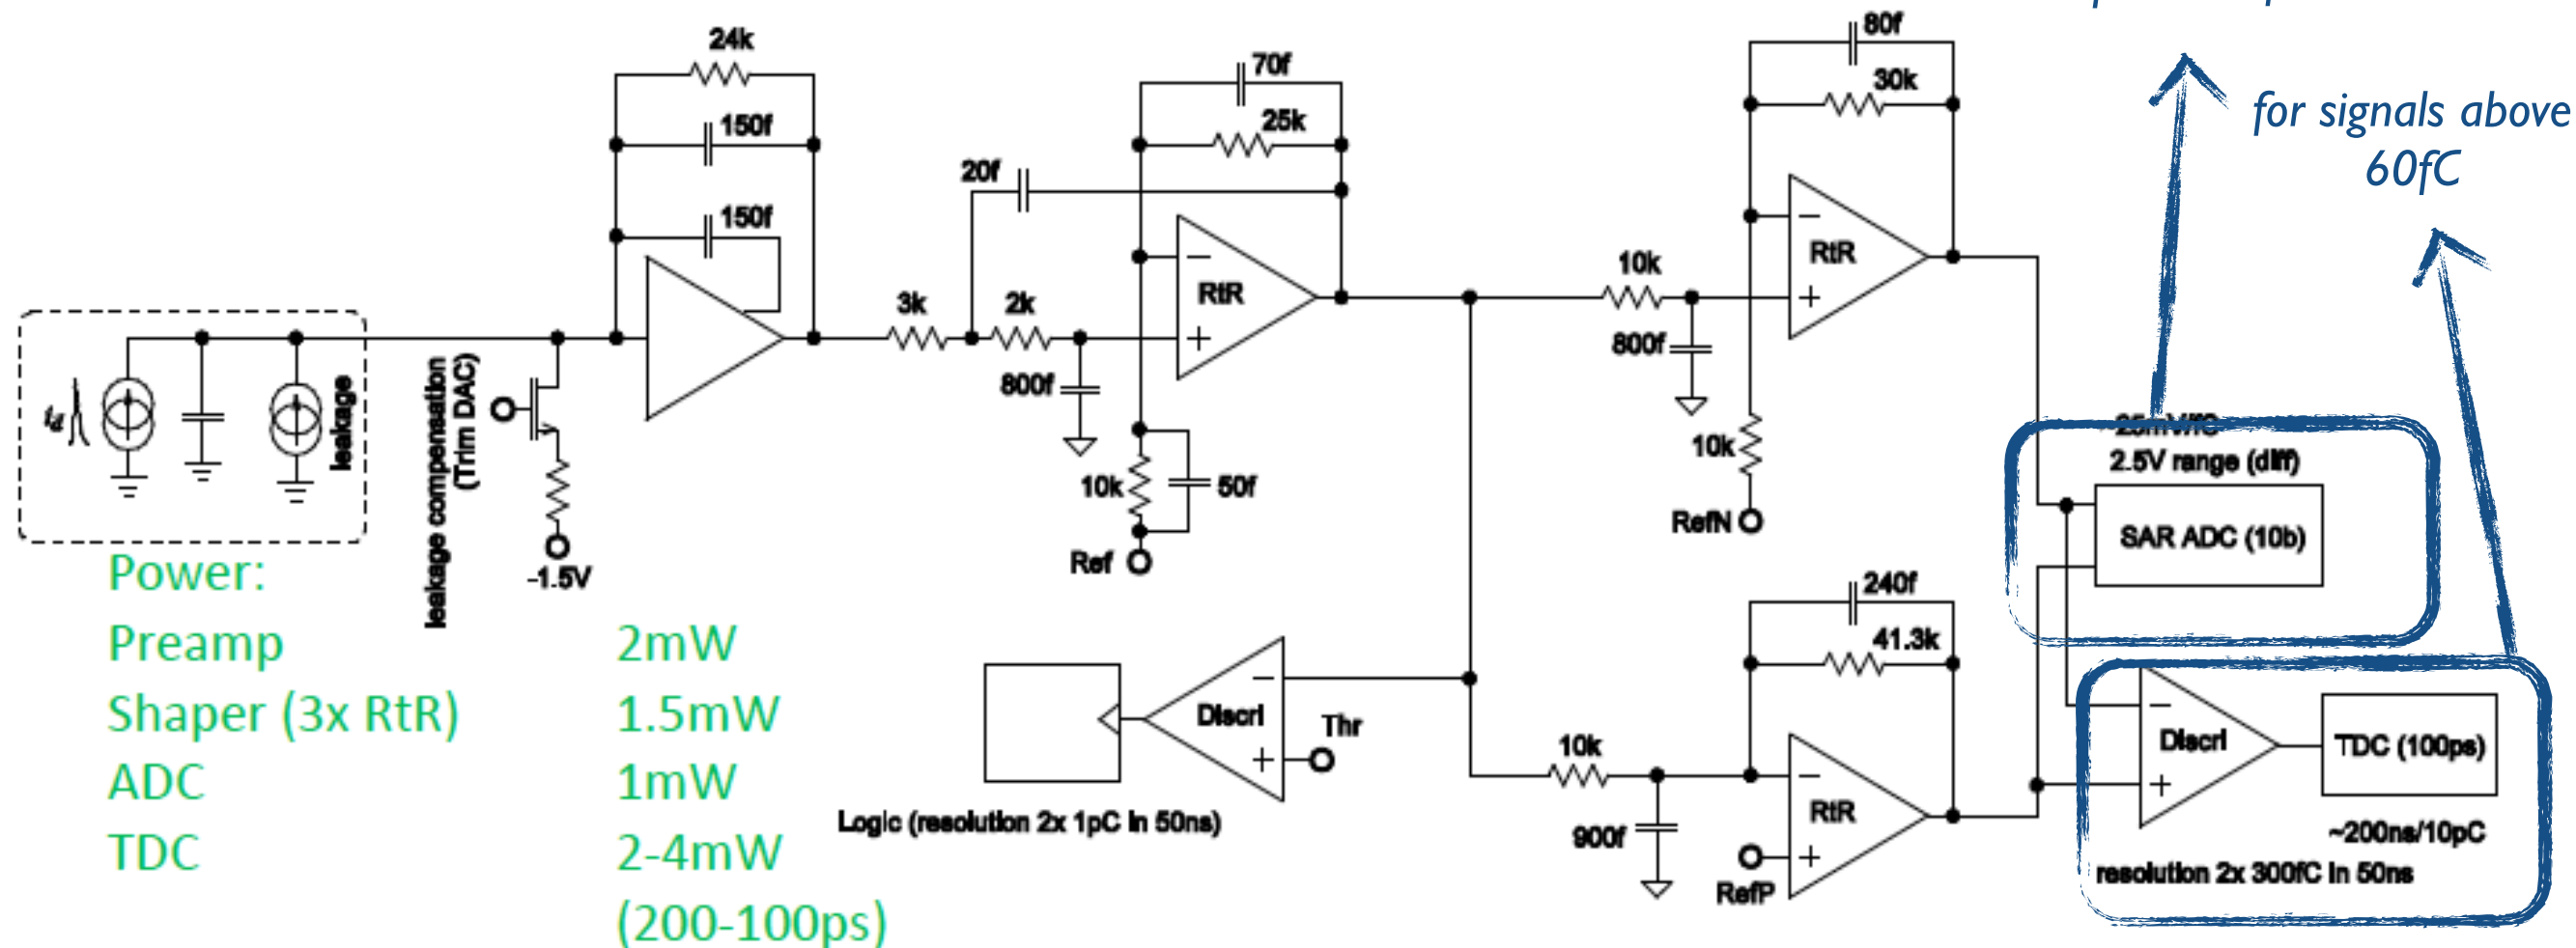 24k
150f
150f
70f
25k
20f
80f
30k
for signals above
60fC
RtR
RtR
10k
3k
2k
800f
800f
10k
10k
50f
Ref
RefN
i_d
leakage
leakage compensation
(Trim DAC)
-1.5V
25mV/fC
2.5V range (diff)
SAR ADC (10b)
240f
41.3k
Discri
Thr
10k
900f
RtR
RefP
Discri
TDC (100ps)
~200ns/10pC
resolution 2x 300fC in 50ns
Logic (resolution 2x 1pC in 50ns)
Power:
Preamp 2mW
Shaper (3x RtR) 1.5mW
ADC 1mW
TDC 2-4mW
(200-100ps)